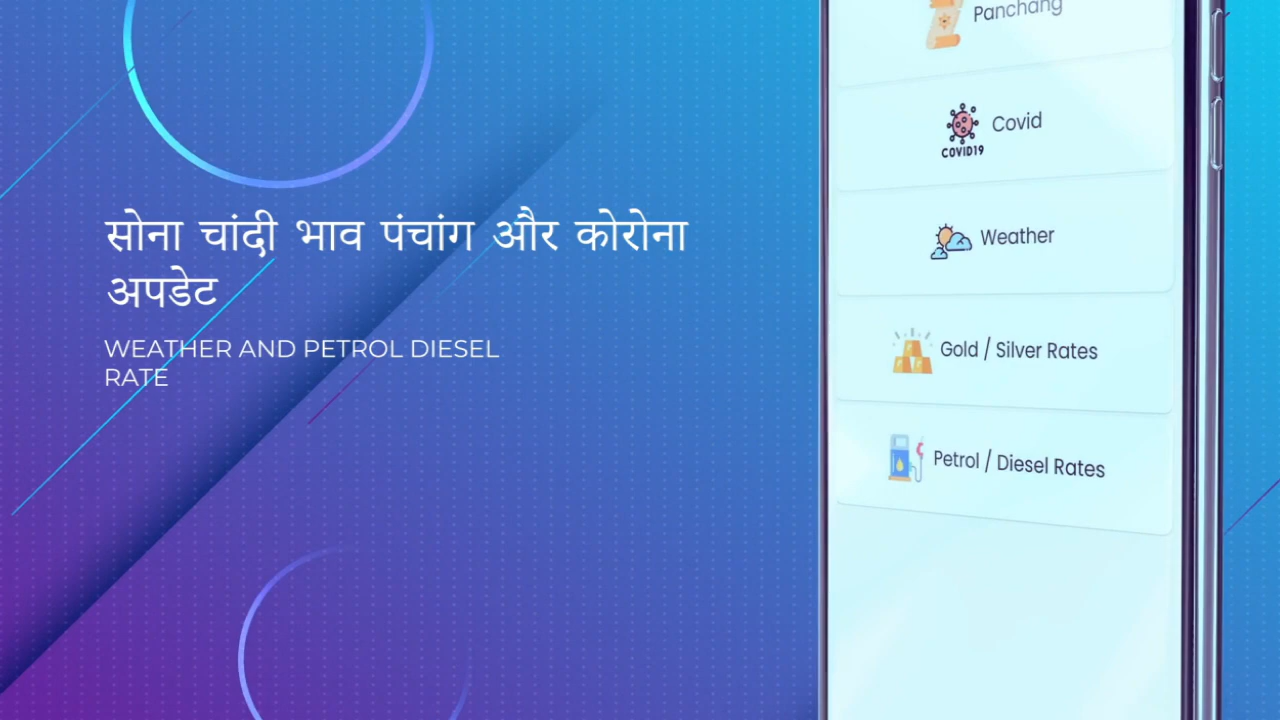 सोना चांदी भाव पंचांग और कोरोना
अपडेट
WEATHER AND PETROL DIESEL
RATE
Panchang
COVID19
Covid
Weather
Gold / Silver Rates
Petrol / Diesel Rates